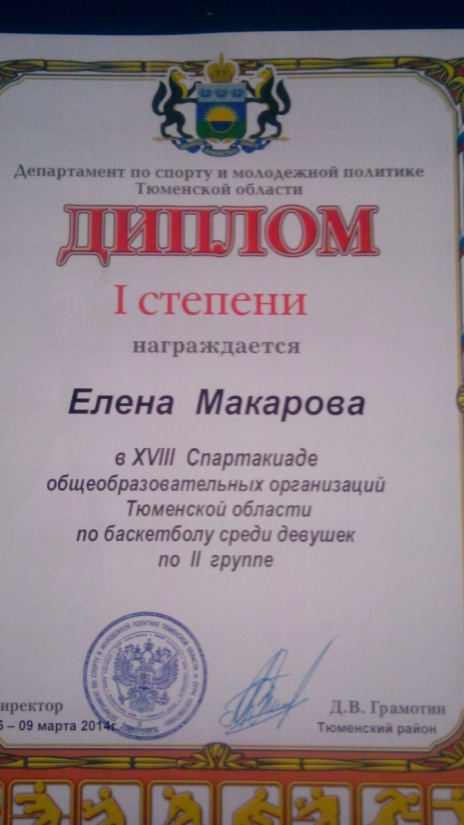 Департамент по спорту и молодежной политике
Тюменской области
ДИПЛОМ
I степени
награждается
Елена Макарова
в XVIII Спартакиаде
общеобразовательных организаций
Тюменской области
по баскетболу среди девушек
по II группе
иректор
Д.В. Грамотин
5 – 09 марта 2014г.
Тюменский район